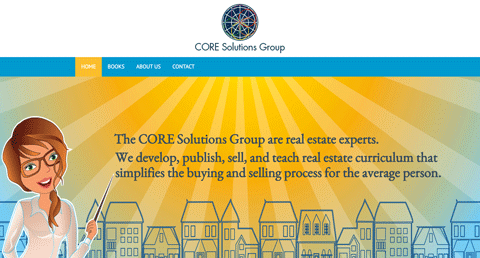 CORE Solutions Group
HOME BOOKS ABOUT US CONTACT
The CORE Solutions Group are real estate experts.
We develop, publish, sell, and teach real estate curriculum that
simplifies the buying and selling process for the average person.